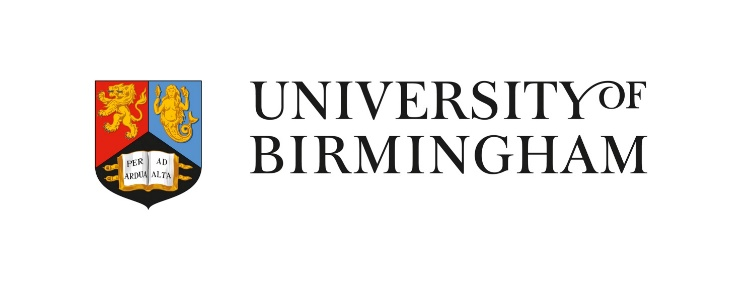 UNIVERSITY OF
BIRMINGHAM
PER AD
ARDUA ALTA